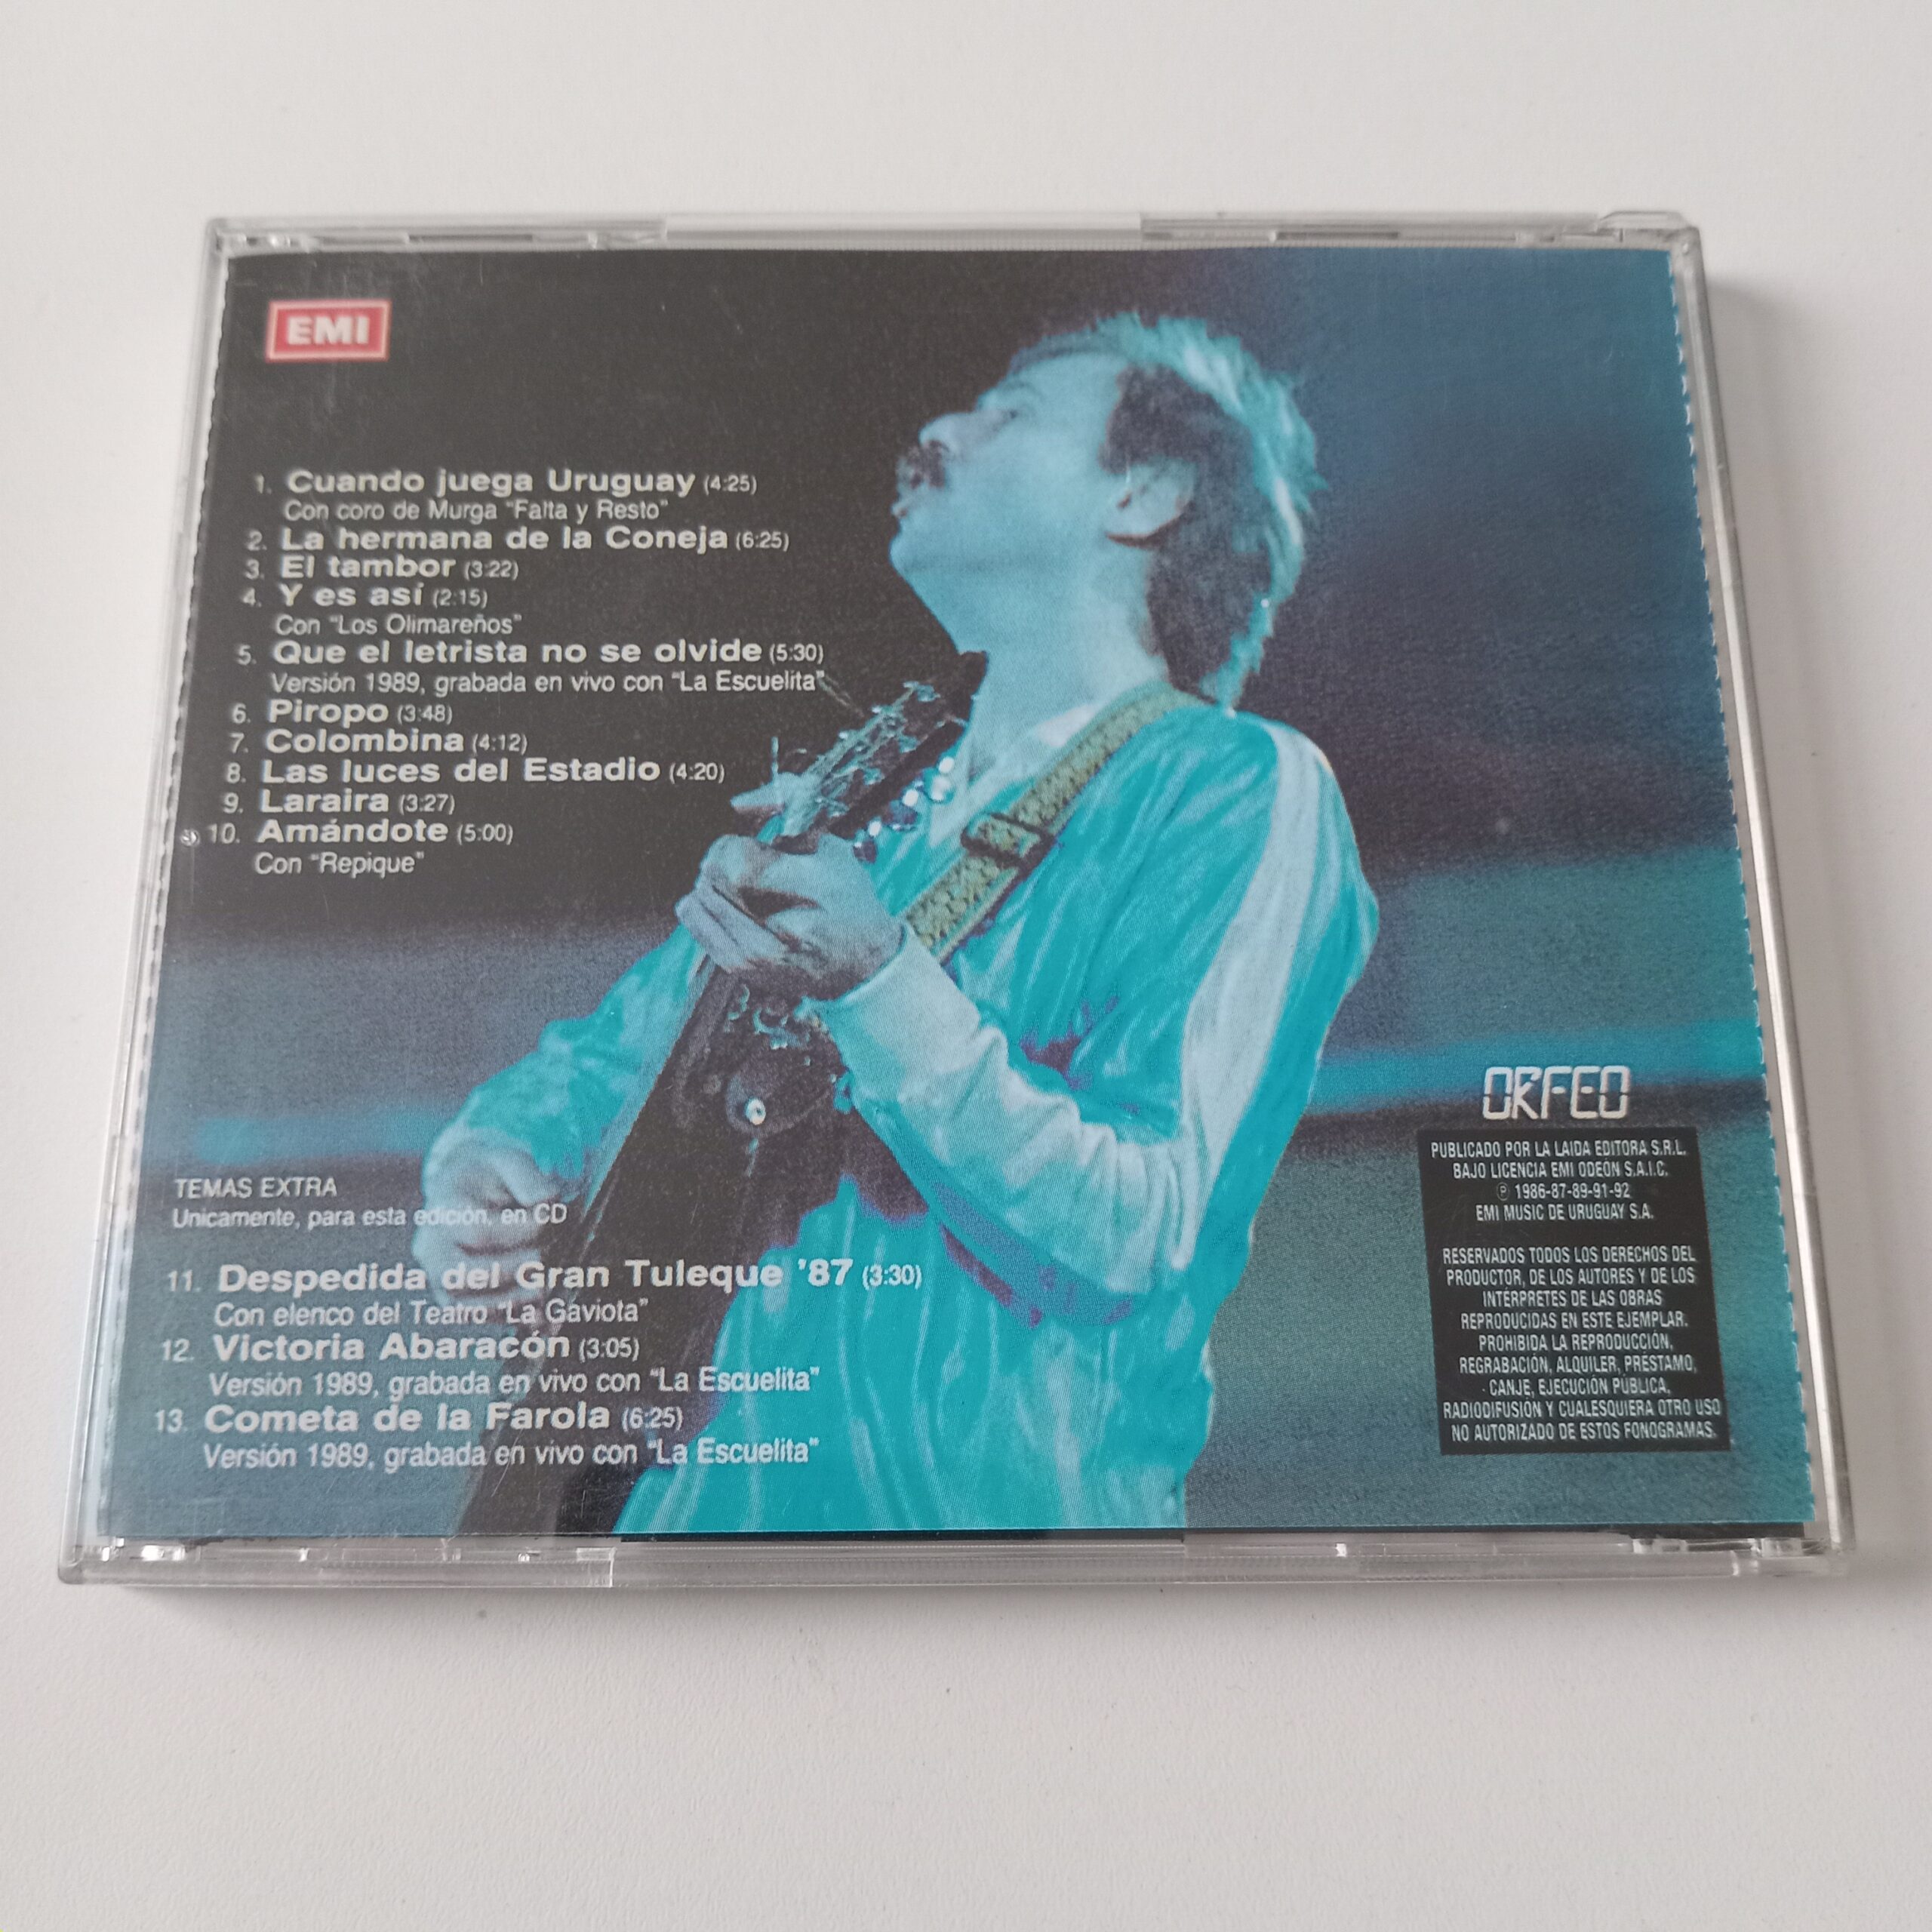 EMI
1. Cuando juega Uruguay (4:25)
Con coro de Murga "Falta y Resto"
2. La hermana de la Coneja (6:25)
3. El tambor (3:22)
4. Y es así (2:15)
Con "Los Olimareños"
5. Que el letrista no se olvide (5:30)
Versión 1989, grabada en vivo con "La Escuelita"
6. Piropo (3:48)
7. Colombina (4:12)
8. Las luces del Estadio (4:20)
9. Laraira (3:27)
10. Amándote (5:00)
Con "Repique"
TEMAS EXTRA
Unicamente, para esta edición, en CD
11. Despedida del Gran Tuleque '87 (3:30)
Con elenco del Teatro "La Gaviota"
12. Victoria Abaracón (3:05)
Versión 1989, grabada en vivo con "La Escuelita"
13. Cometa de la Farola (6:25)
Versión 1989, grabada en vivo con "La Escuelita"
ORFEO
PUBLICADO POR LA LAIDA EDITORA S.R.L.
BAJO LICENCIA EMI ODEON S.A.I.C.
℗ 1986-87-89-91-92
EMI MUSIC DE URUGUAY S.A.
RESERVADOS TODOS LOS DERECHOS DEL
PRODUCTOR, DE LOS AUTORES Y DE LOS
INTÉRPRETES DE LAS OBRAS
REPRODUCIDAS EN ESTE EJEMPLAR.
PROHIBIDA LA REPRODUCCIÓN,
REGRABACIÓN, ALQUILER, PRESTAMO,
CANJE, EJECUCIÓN PÚBLICA,
RADIODIFUSIÓN Y CUALESQUIERA OTRO USO
NO AUTORIZADO DE ESTOS FONOGRAMAS.